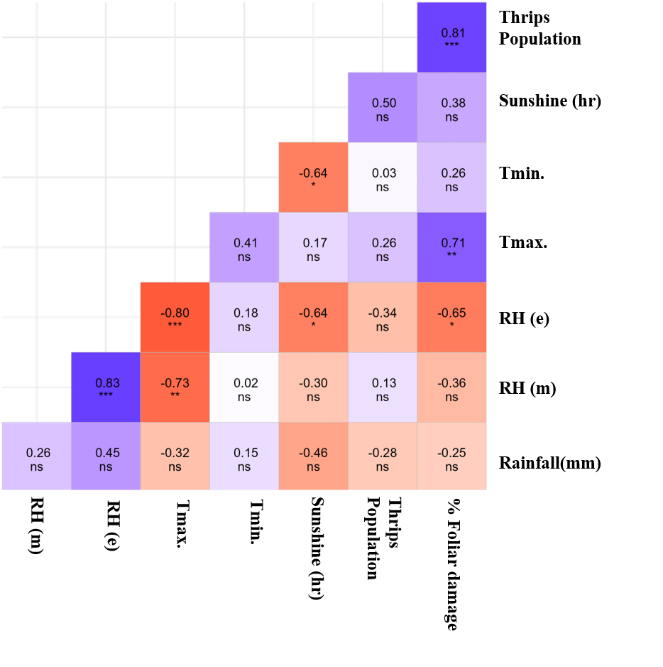 Thrips
Population
0.81
***
Sunshine (hr)
0.50
ns
0.38
ns
Tmin.
-0.64
*
0.03
ns
0.26
ns
Tmax.
0.41
ns
0.17
ns
0.26
ns
0.71
**
RH (e)
-0.80
***
0.18
ns
-0.64
*
-0.34
ns
-0.65
*
RH (m)
0.83
***
-0.73
**
0.02
ns
-0.30
ns
0.13
ns
-0.36
ns
Rainfall(mm)
0.26
ns
0.45
ns
-0.32
ns
0.15
ns
-0.46
ns
-0.28
ns
-0.25
ns
RH (m)
RH (e)
Tmax.
Tmin.
Sunshine (hr)
Thrips
Population
% Foliar damage